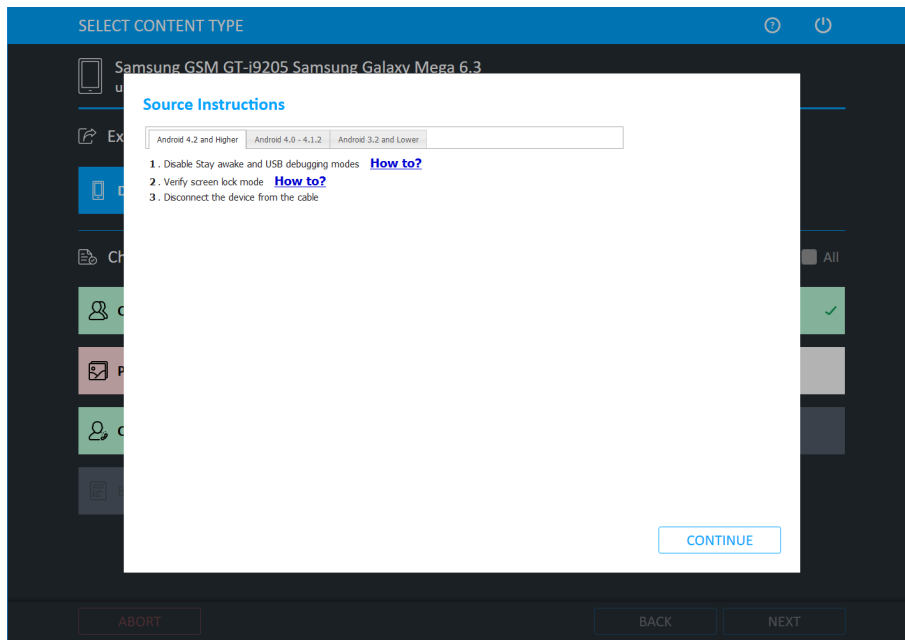 SELECT CONTENT TYPE
Samsung GSM GT-i9205 Samsung Galaxy Mega 6.3
Source Instructions
Android 4.2 and Higher Android 4.0 - 4.1.2 Android 3.2 and Lower
1 . Disable Stay awake and USB debugging modes How to?
2 . Verify screen lock mode How to?
3 . Disconnect the device from the cable
All
CONTINUE
ABORT BACK NEXT